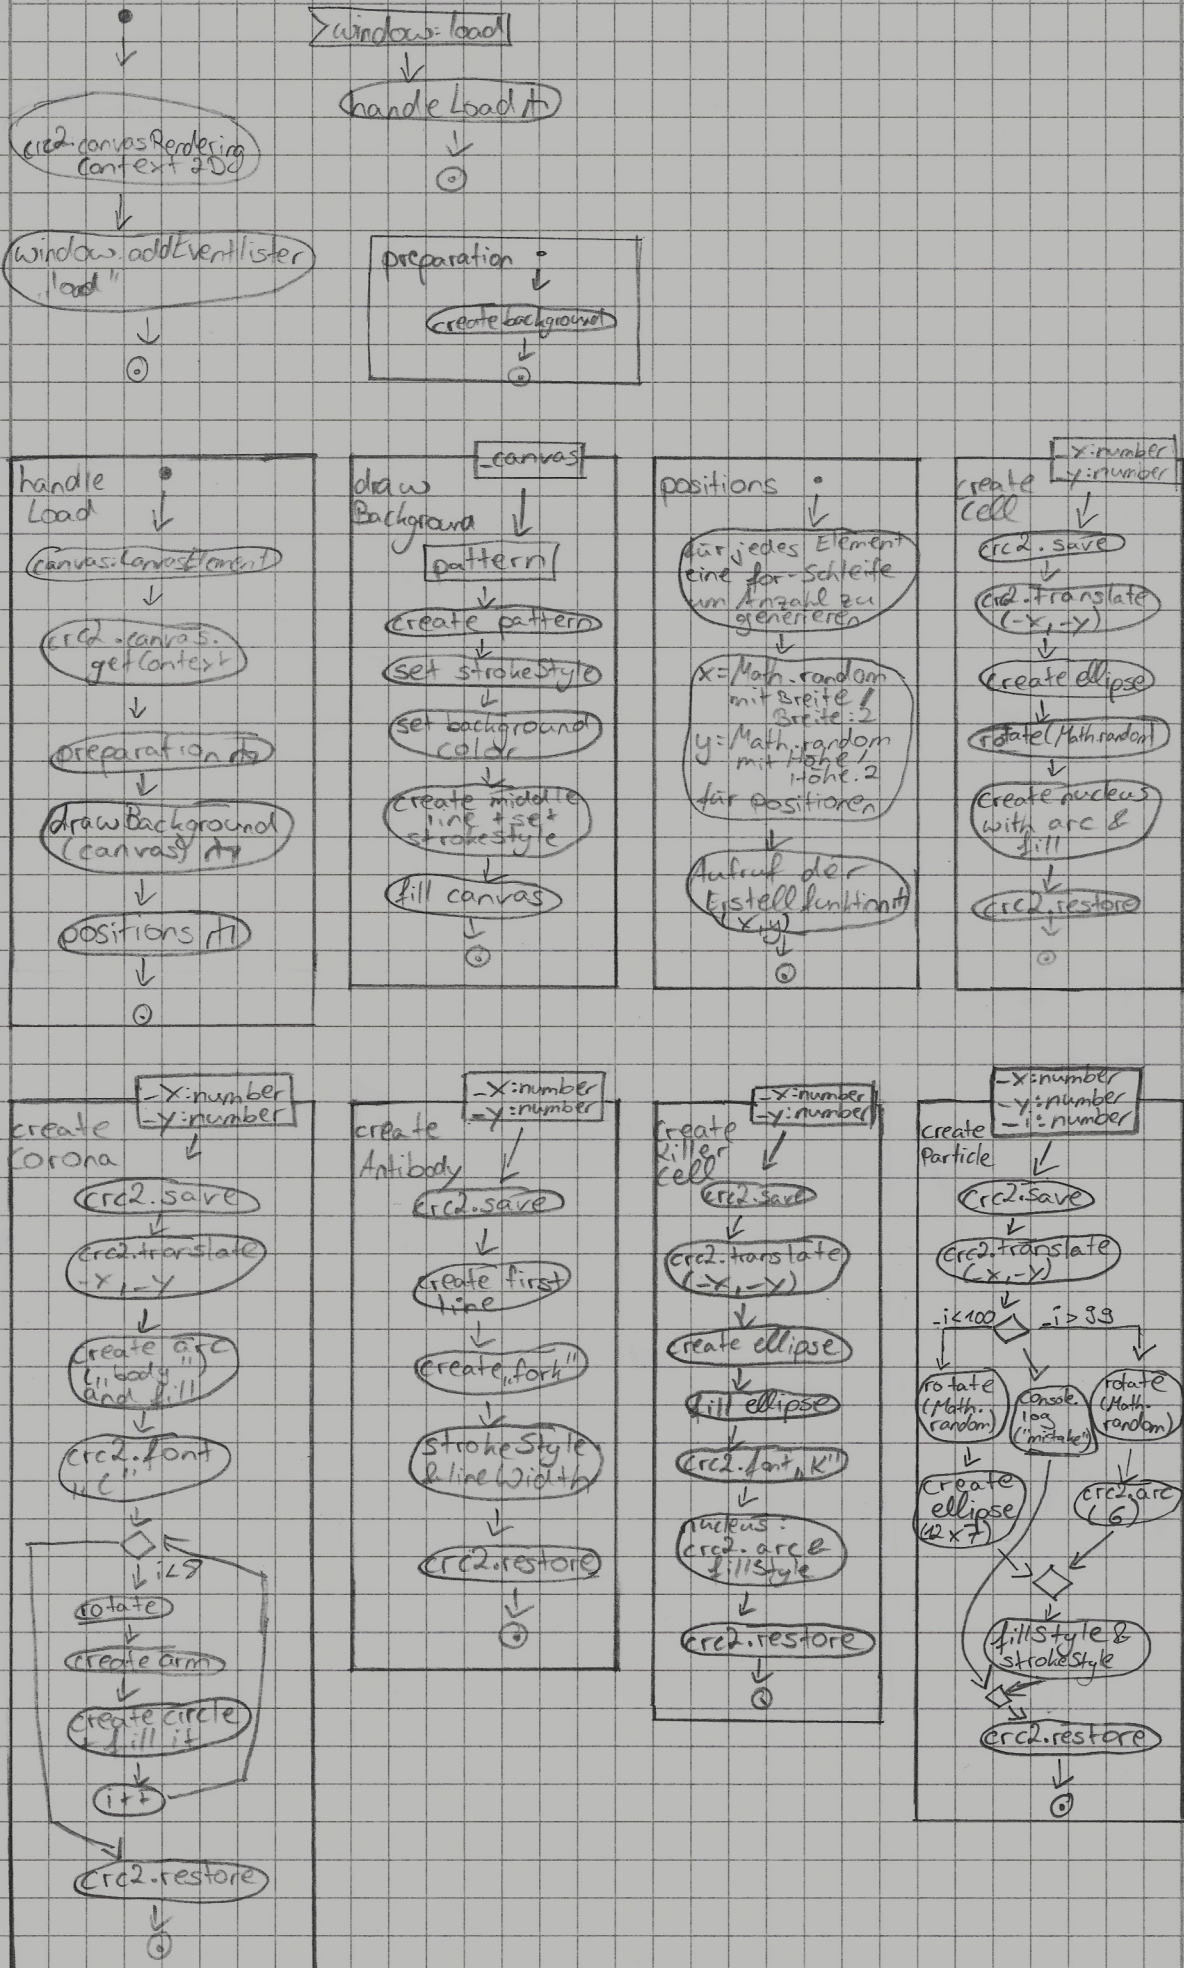 window:load
handleLoad
crc2:canvasRendering
Context2D
window.addEventlister
"load"
preparation
create background
handle
Load
canvas:CanvasElement
crc2.canvas.
getContext
preparation
drawBackground
(canvas)
positions
_canvas
draw
Background
pattern
create pattern
set strokeStyle
set background
color
create middle
line + set
strokeStyle
fill canvas
positions
für jedes Element
eine for-Schleife
um Anzahl zu
generieren
x=Math.random
mit Breite /
Breite:2
y=Math.random
mit Höhe /
Höhe:2
für positioren
Aufruf der
Erstellfunktion
(x,y)
_x:number
_y:number
create
Cell
crc2.save
crc2.translate
(_x,_y)
create ellipse
rotate(Math.random)
create nucleus
with arc &
fill
crc2.restore
_x:number
_y:number
create
Corona
crc2.save
crc2.translate
_x,_y
create arc
("body")
and fill
crc2.font
"C"
i<8
rotate
create arm
create circle
+ fill it
i++
crc2.restore
_x:number
_y:number
create
Antibody
crc2.save
create first
line
create "fork"
strokeStyle
& lineWidth
crc2.restore
_x:number
_y:number
create
Killer
Cell
crc2.save
crc2.translate
(_x,_y)
create ellipse
fill ellipse
crc2.font "K"
nucleus:
crc2.arc &
fillStyle
crc2.restore
_x:number
_y:number
_i:number
create
Particle
crc2.save
crc2.translate
(_x,_y)
_i<100
_i>99
rotate
(Math.
random)
console.
log
("mistake")
rotate
(Math.
random)
create
ellipse
(12x7)
crc2.arc
(6)
fillStyle &
strokeStyle
crc2.restore